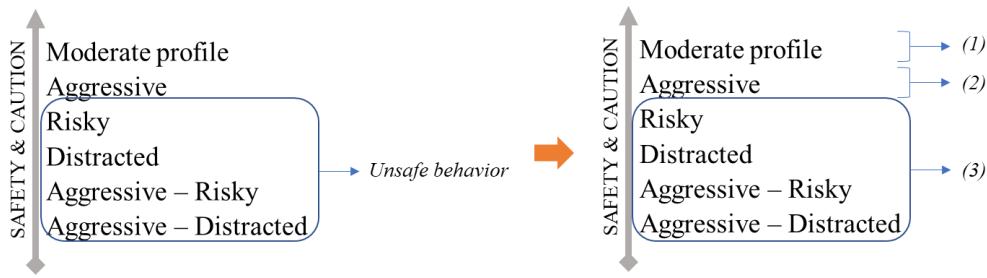 SAFETY & CAUTION
Moderate profile
Aggressive
Risky
Distracted
Aggressive – Risky
Aggressive – Distracted
Unsafe behavior
SAFETY & CAUTION
Moderate profile
Aggressive
Risky
Distracted
Aggressive – Risky
Aggressive – Distracted
(1)
(2)
(3)